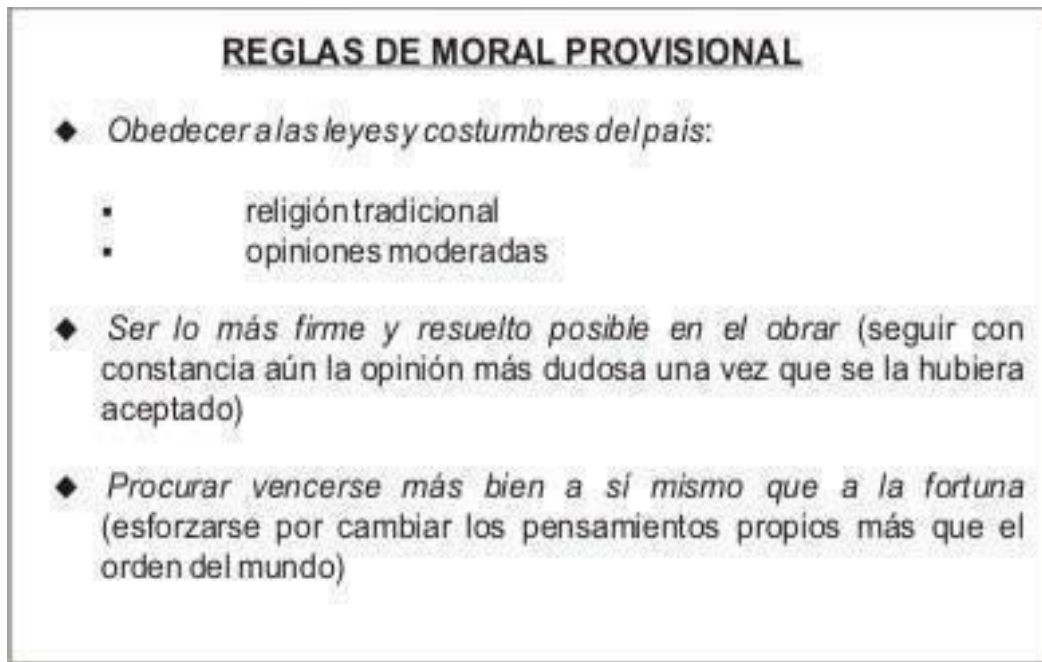 REGLAS DE MORAL PROVISIONAL
◆ Obedecer a las leyes y costumbres del país:
▪ religión tradicional
▪ opiniones moderadas
◆ Ser lo más firme y resuelto posible en el obrar (seguir con
constancia aún la opinión más dudosa una vez que se la hubiera
aceptado)
◆ Procurar vencerse más bien a sí mismo que a la fortuna
(esforzarse por cambiar los pensamientos propios más que el
orden del mundo)